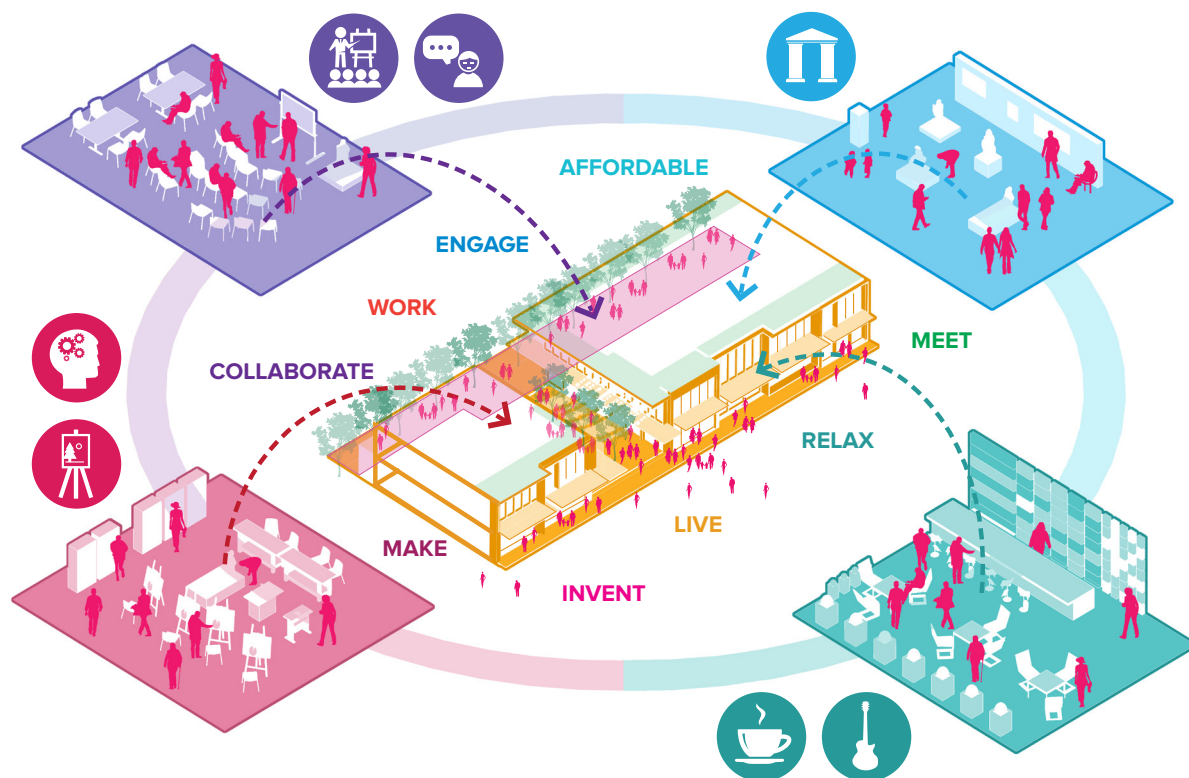 AFFORDABLE
ENGAGE
WORK
MEET
COLLABORATE
RELAX
LIVE
MAKE
INVENT